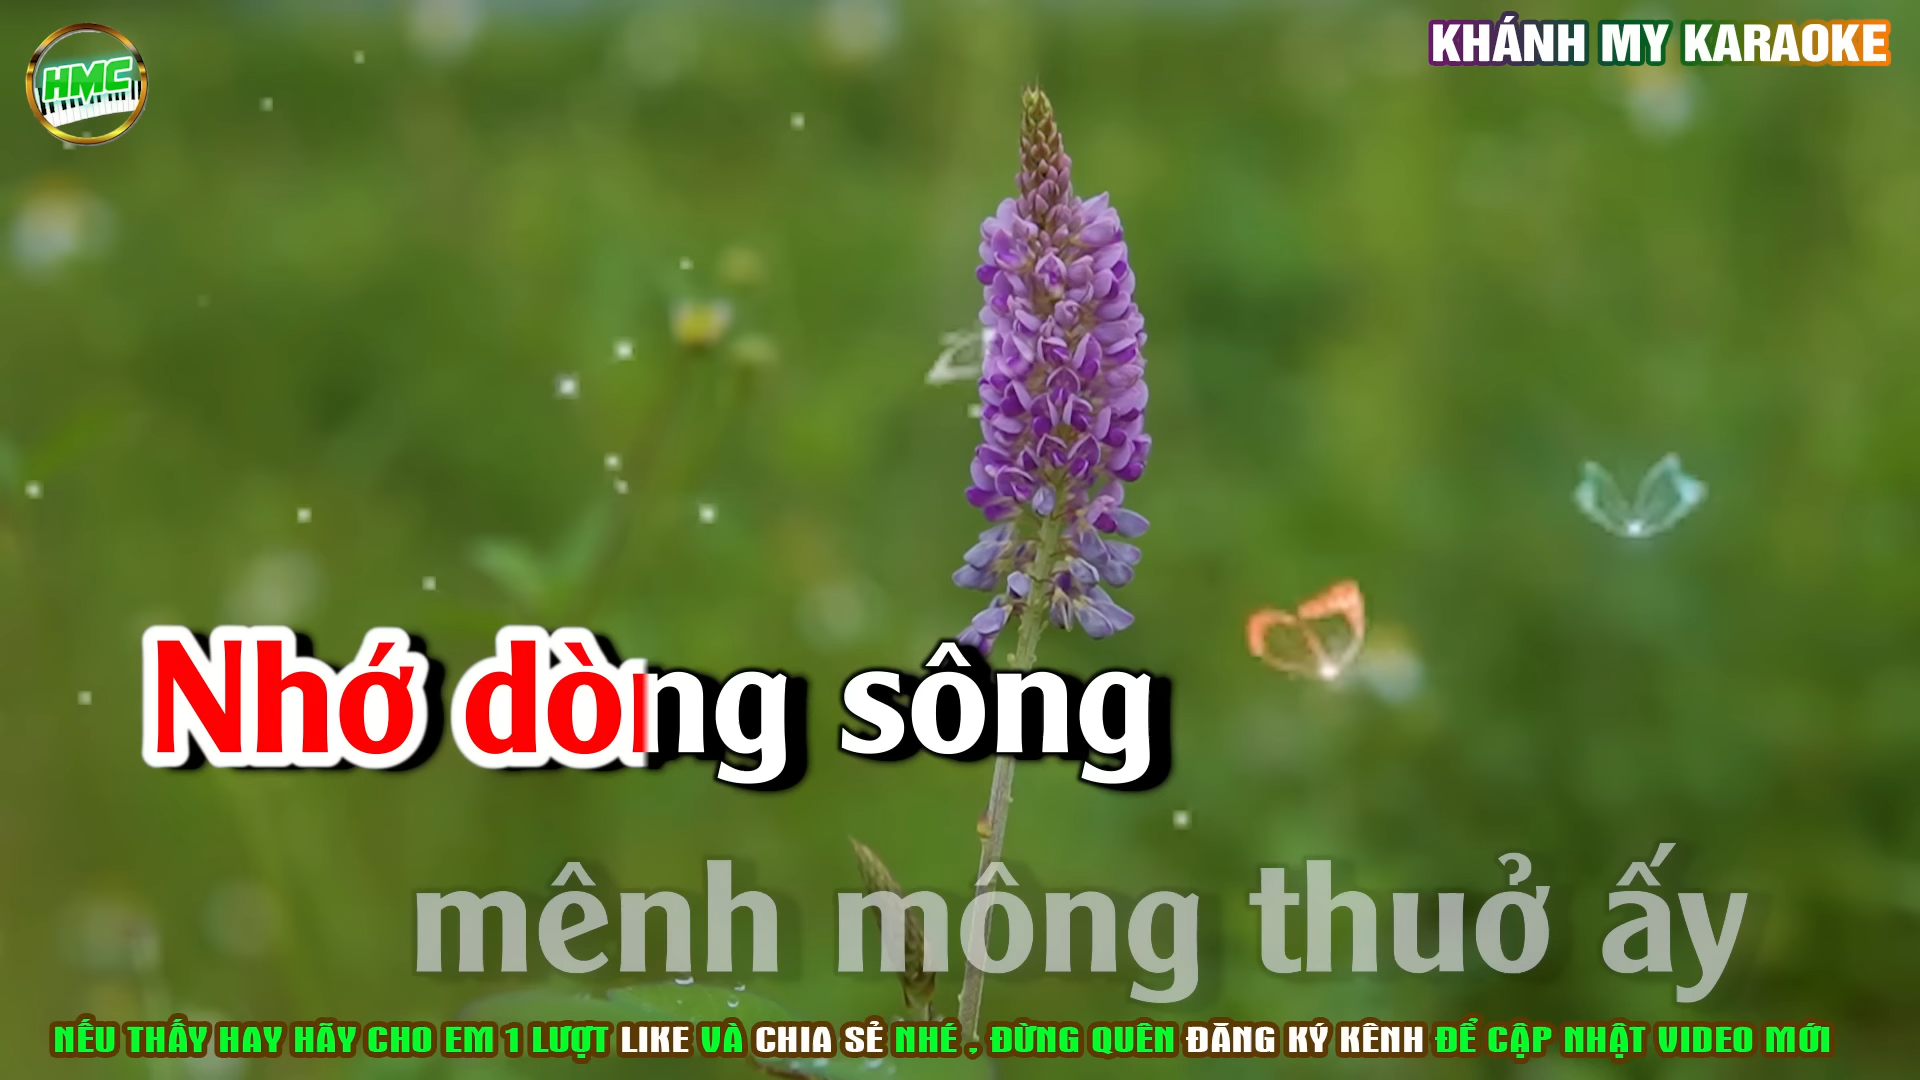 HMC
KHÁNH MY KARAOKE
Nhớ dòng sông
mênh mông thuở ấy
NẾU THẤY HAY HÃY CHO EM 1 LƯỢT LIKE VÀ CHIA SẺ NHÉ , ĐỪNG QUÊN ĐĂNG KÝ KÊNH ĐỂ CẬP NHẬT VIDEO MỚI